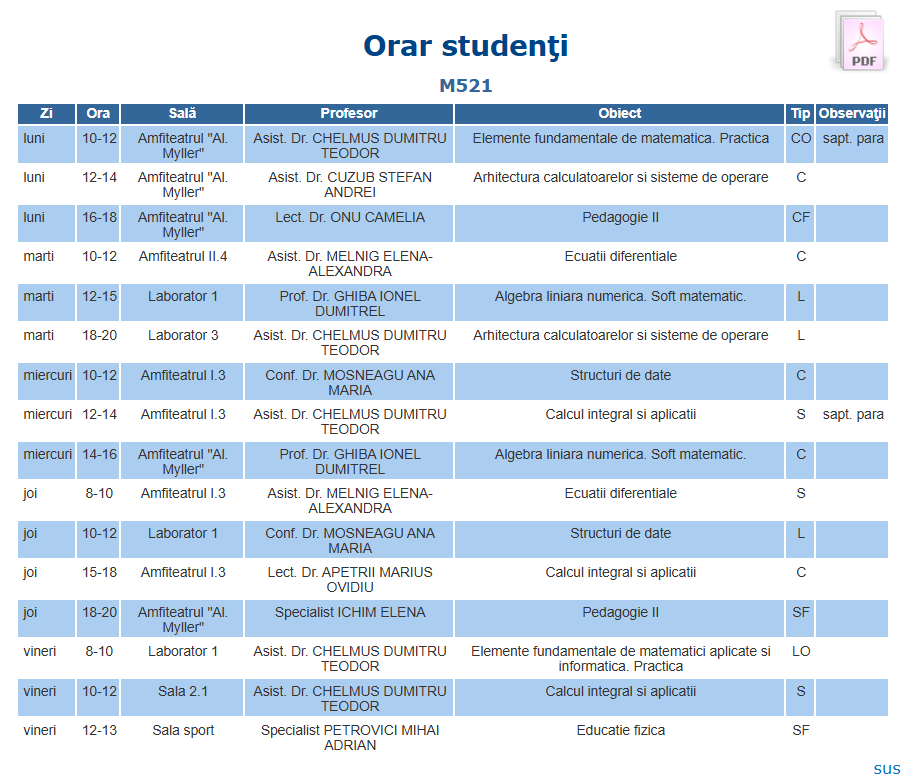 PDF
Orar studenţi
M521
Zi Ora Sală Profesor Obiect Tip Observaţii
luni 10-12 Amfiteatrul "Al. Myller" Asist. Dr. CHELMUS DUMITRU TEODOR Elemente fundamentale de matematica. Practica CO sapt. para
luni 12-14 Amfiteatrul "Al. Myller" Asist. Dr. CUZUB STEFAN ANDREI Arhitectura calculatoarelor si sisteme de operare C
luni 16-18 Amfiteatrul "Al. Myller" Lect. Dr. ONU CAMELIA Pedagogie II CF
marti 10-12 Amfiteatrul II.4 Asist. Dr. MELNIG ELENA-ALEXANDRA Ecuatii diferentiale C
marti 12-15 Laborator 1 Prof. Dr. GHIBA IONEL DUMITREL Algebra liniara numerica. Soft matematic. L
marti 18-20 Laborator 3 Asist. Dr. CHELMUS DUMITRU TEODOR Arhitectura calculatoarelor si sisteme de operare L
miercuri 10-12 Amfiteatrul I.3 Conf. Dr. MOSNEAGU ANA MARIA Structuri de date C
miercuri 12-14 Amfiteatrul I.3 Asist. Dr. CHELMUS DUMITRU TEODOR Calcul integral si aplicatii S sapt. para
miercuri 14-16 Amfiteatrul "Al. Myller" Prof. Dr. GHIBA IONEL DUMITREL Algebra liniara numerica. Soft matematic. C
joi 8-10 Amfiteatrul I.3 Asist. Dr. MELNIG ELENA-ALEXANDRA Ecuatii diferentiale S
joi 10-12 Laborator 1 Conf. Dr. MOSNEAGU ANA MARIA Structuri de date L
joi 15-18 Amfiteatrul I.3 Lect. Dr. APETRII MARIUS OVIDIU Calcul integral si aplicatii C
joi 18-20 Amfiteatrul "Al. Myller" Specialist ICHIM ELENA Pedagogie II SF
vineri 8-10 Laborator 1 Asist. Dr. CHELMUS DUMITRU TEODOR Elemente fundamentale de matematici aplicate si informatica. Practica LO
vineri 10-12 Sala 2.1 Asist. Dr. CHELMUS DUMITRU TEODOR Calcul integral si aplicatii S
vineri 12-13 Sala sport Specialist PETROVICI MIHAI ADRIAN Educatie fizica SF
sus